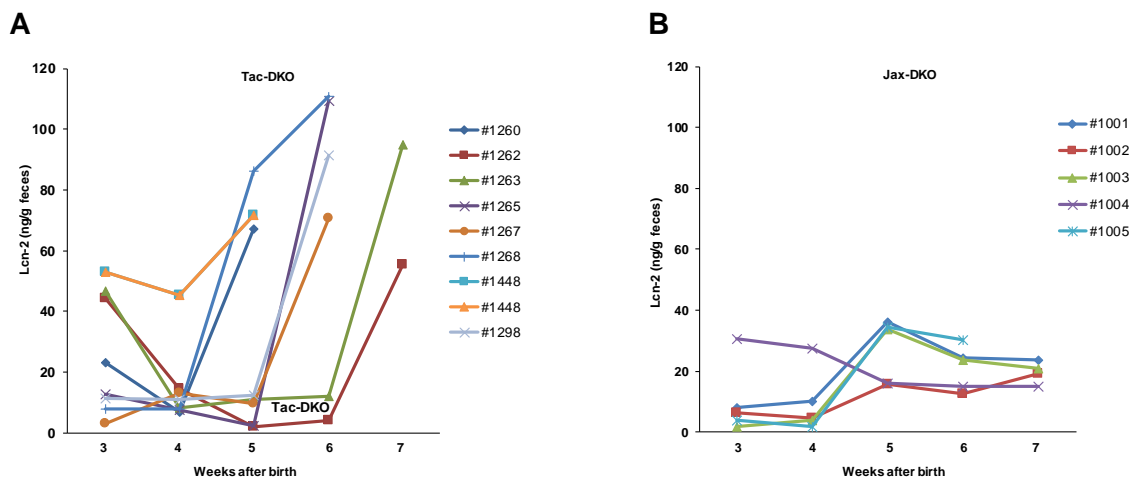 A
Tac-DKO
120
100
80
60
40
20
0
Lcn-2 (ng/g feces)
Tac-DKO
3 4 5 6 7
Weeks after birth
#1260
#1262
#1263
#1265
#1267
#1268
#1448
#1448
#1298
B
Jax-DKO
120
100
80
60
40
20
0
Lcn-2 (ng/g feces)
3 4 5 6 7
Weeks after birth
#1001
#1002
#1003
#1004
#1005